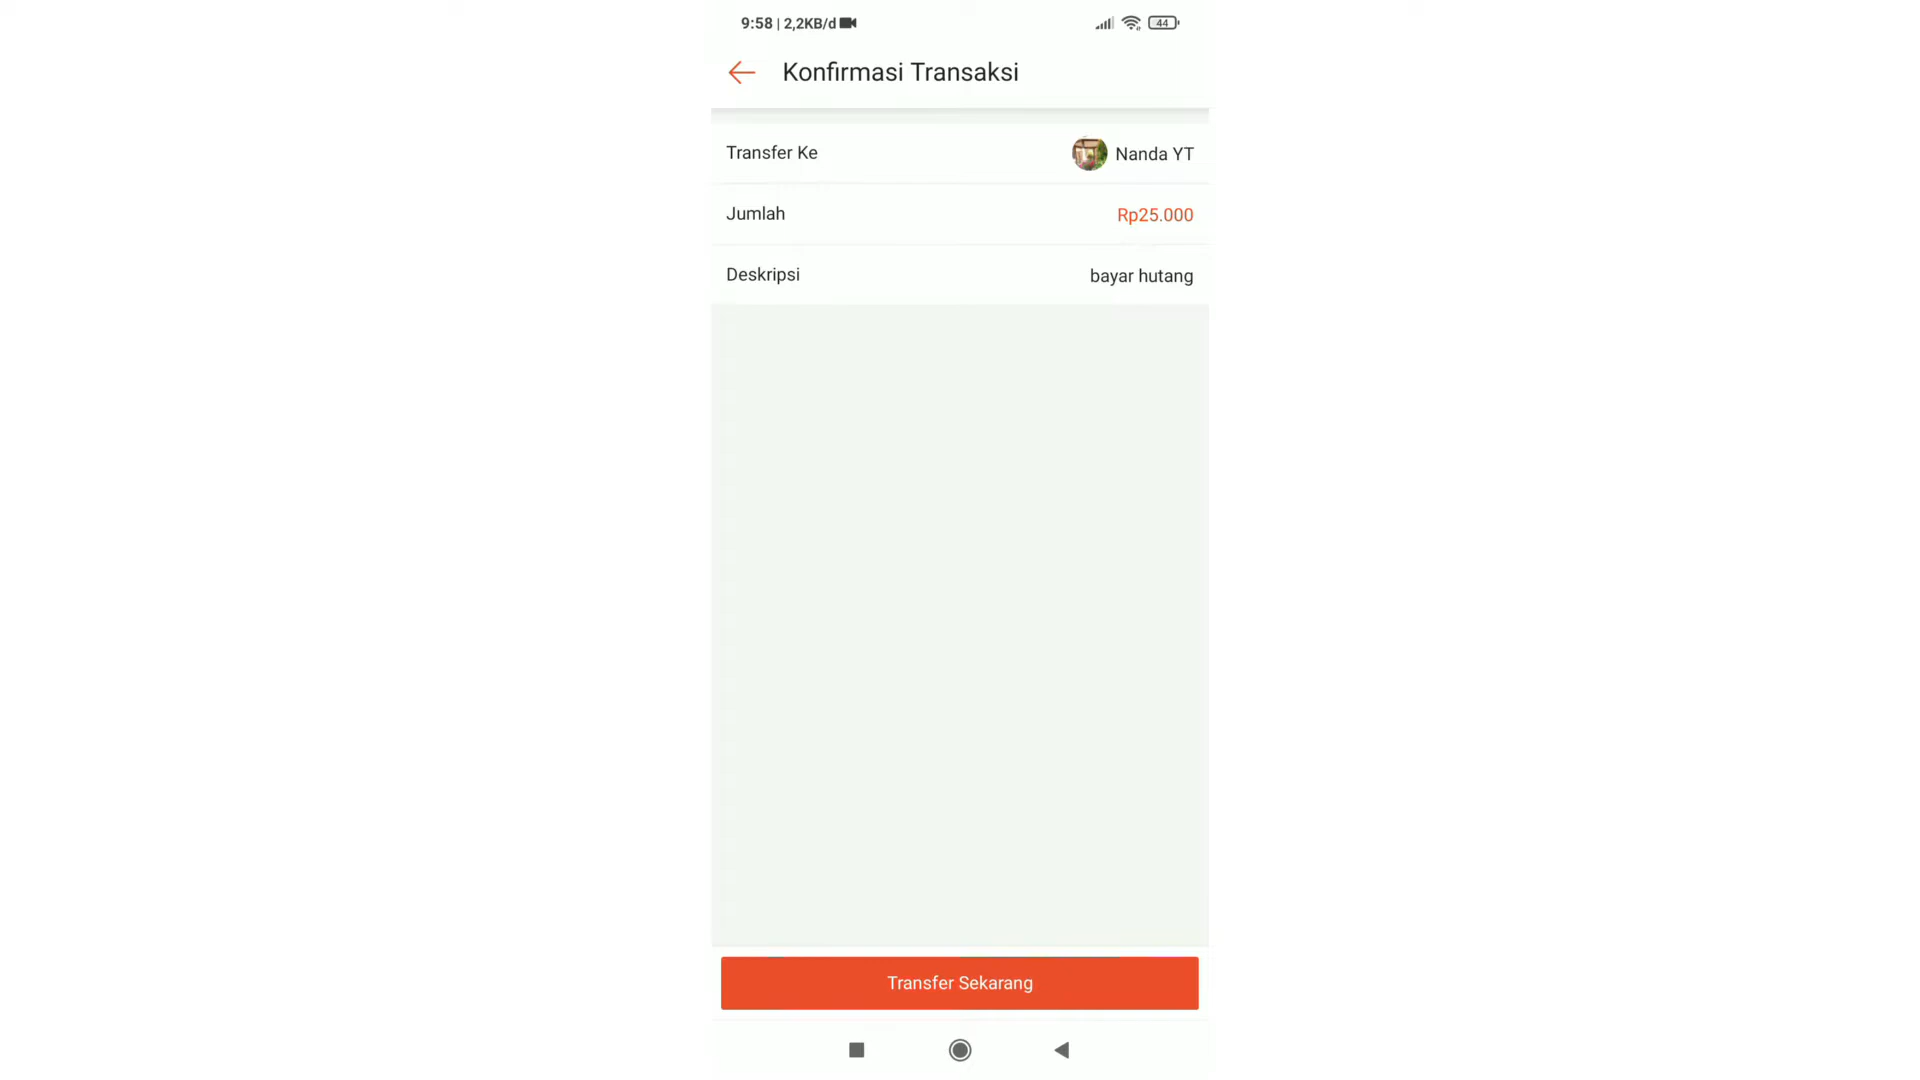 9:58 | 2,2KB/d
44
Konfirmasi Transaksi
Transfer Ke
Nanda YT
Jumlah
Rp25.000
Deskripsi
bayar hutang
Transfer Sekarang